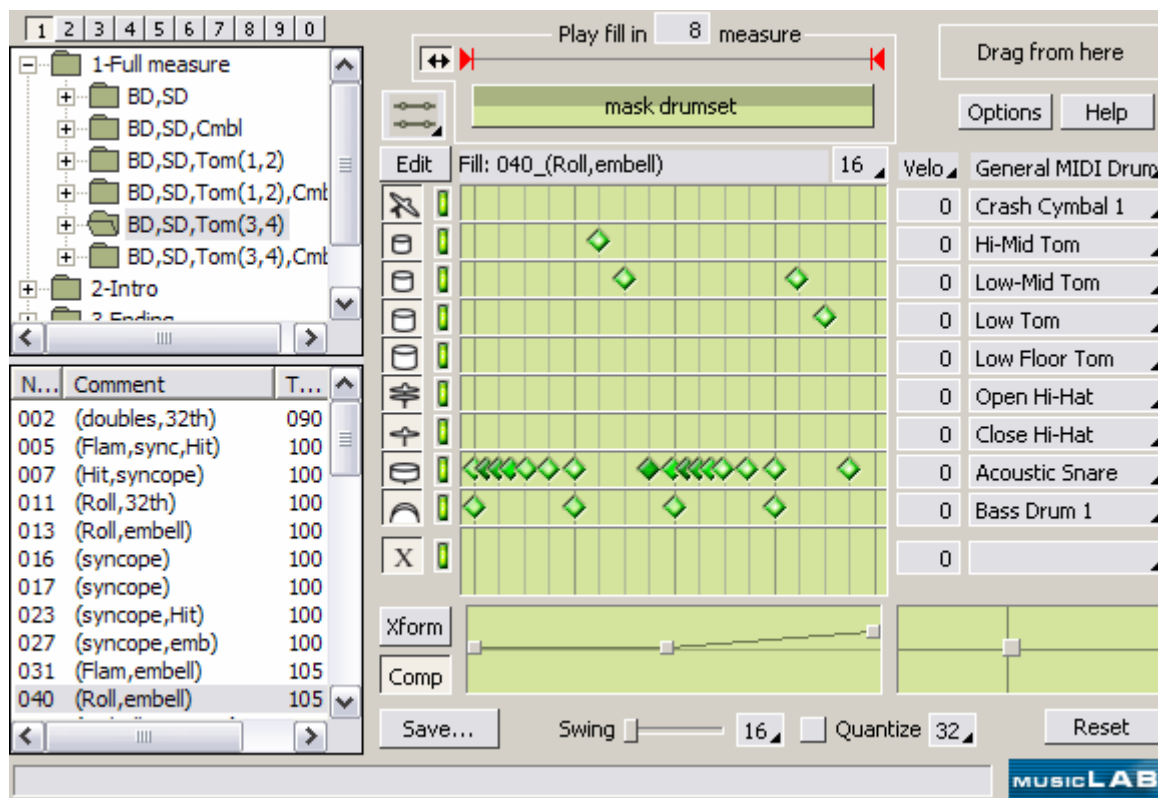 1 2 3 4 5 6 7 8 9 0
1-Full measure
BD,SD
BD,SD,Cmbl
BD,SD,Tom(1,2)
BD,SD,Tom(1,2),Cmb
BD,SD,Tom(3,4)
BD,SD,Tom(3,4),Cmb
2-Intro
3-Ending
N... Comment T...
002 (doubles,32th) 090
005 (Flam,sync,Hit) 100
007 (Hit,syncope) 100
011 (Roll,32th) 100
013 (Roll,embell) 100
016 (syncope) 100
017 (syncope) 100
023 (syncope,Hit) 100
027 (syncope,emb) 100
031 (Flam,embell) 105
040 (Roll,embell) 105
Play fill in 8 measure
mask drumset
Drag from here
Options Help
Edit Fill: 040_(Roll,embell) 16 Velo General MIDI Drum
0 Crash Cymbal 1
0 Hi-Mid Tom
0 Low-Mid Tom
0 Low Tom
0 Low Floor Tom
0 Open Hi-Hat
0 Close Hi-Hat
0 Acoustic Snare
0 Bass Drum 1
X 0
Xform
Comp
Save... Swing 16 Quantize 32 Reset
MUSICLAB